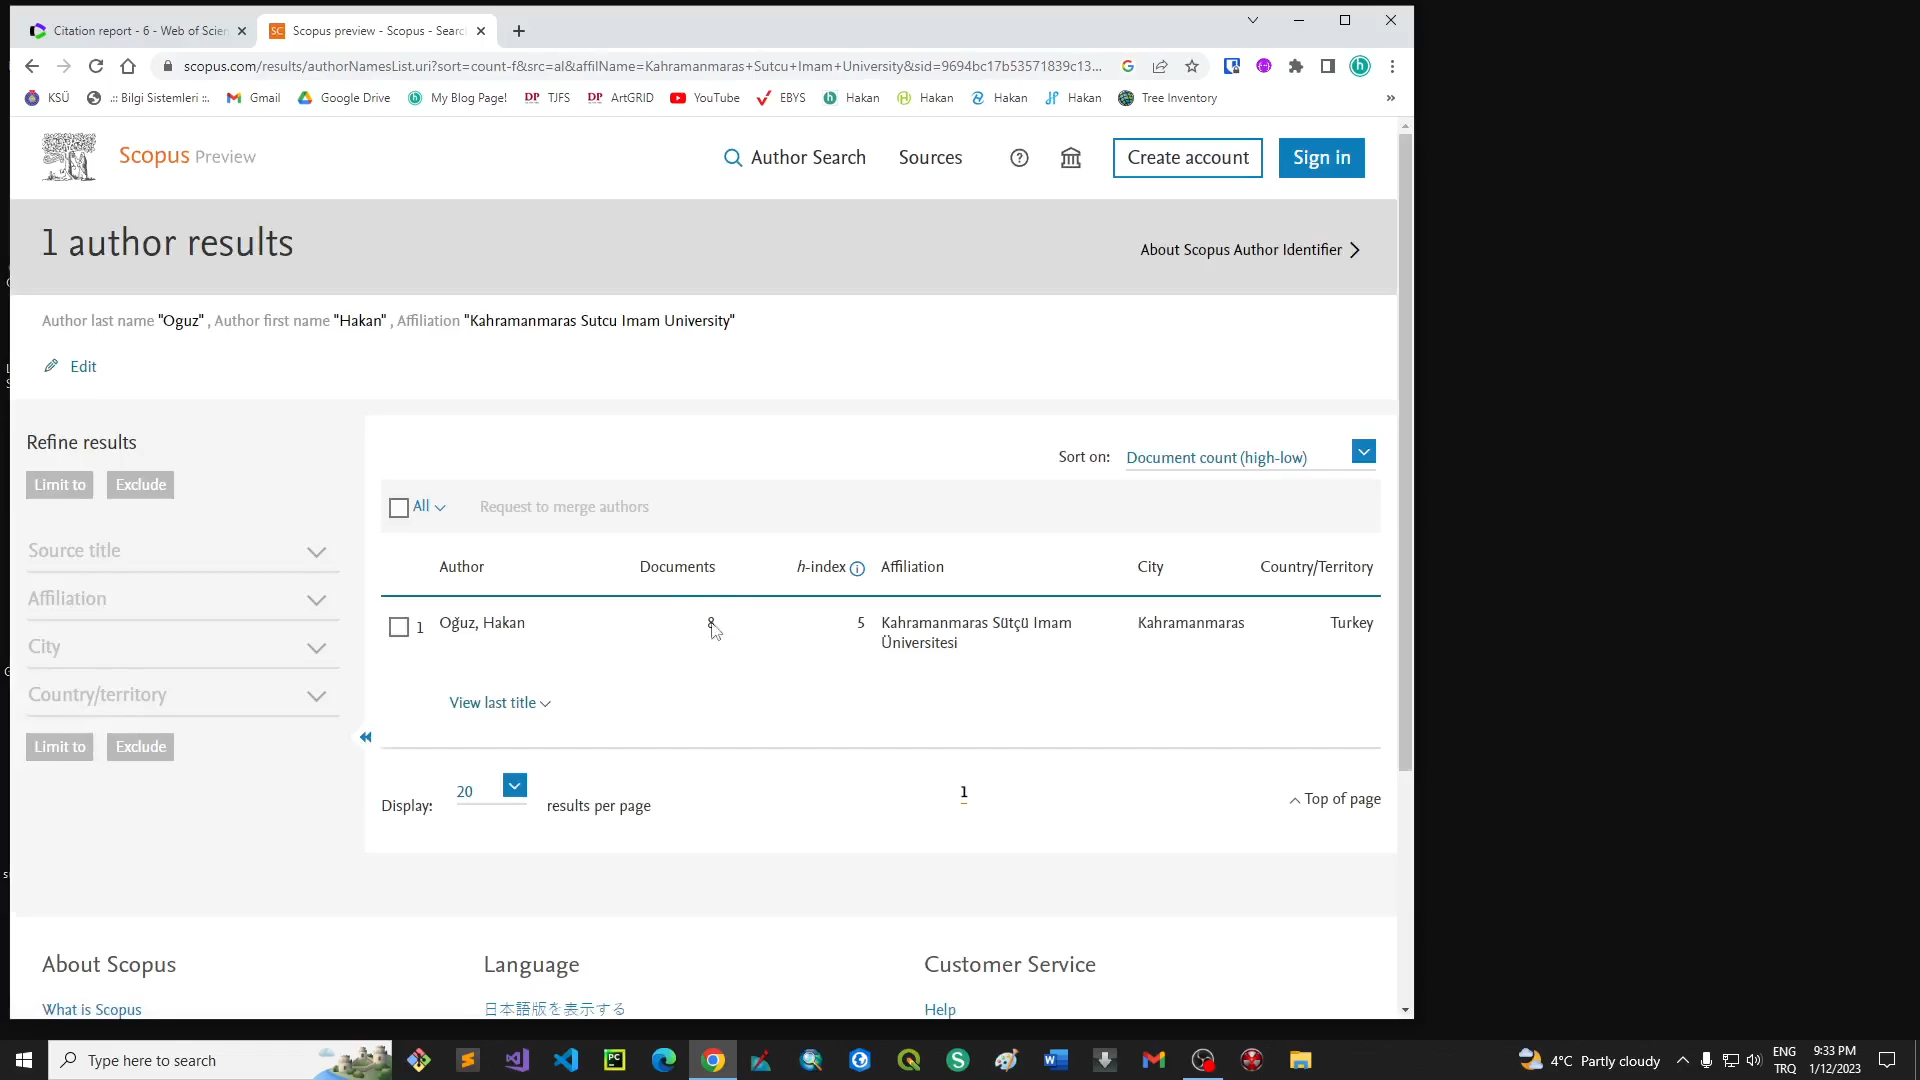 Citation report - 6 - Web of Scien
Scopus preview - Scopus - Searc
scopus.com/results/authorNamesList.uri?sort=count-f&src=al&affilName=Kahramanmaras+Sutcu+Imam+University&sid=9694bc17b53571839c13...
KSÜ
.:: Bilgi Sistemleri ::.
Gmail
Google Drive
My Blog Page!
DP TJFS
DP ArtGRID
YouTube
EBYS
Hakan
Hakan
Hakan
Hakan
Tree Inventory
»
Scopus Preview
Author Search
Sources
Create account
Sign in
1 author results
About Scopus Author Identifier
Author last name "Oguz" , Author first name "Hakan" , Affiliation "Kahramanmaras Sutcu Imam University"
Edit
Refine results
Limit to
Exclude
Source title
Affiliation
City
Country/territory
Limit to
Exclude
Sort on: Document count (high-low)
All
Request to merge authors
Author Documents h-index Affiliation City Country/Territory
1 Oğuz, Hakan 8 5 Kahramanmaras Sütçü Imam Kahramanmaras Turkey
Üniversitesi
View last title
Display: 20 results per page
1
Top of page
About Scopus
Language
Customer Service
What is Scopus
日本語版を表示する
Help
Type here to search
4°C Partly cloudy
ENG
TRQ
9:33 PM
1/12/2023